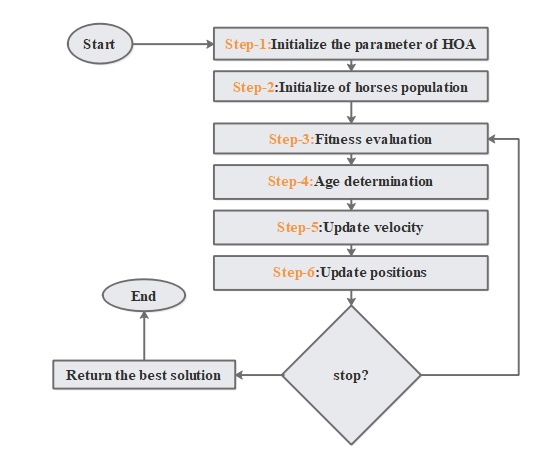 Start
Step-1:Initialize the parameter of HOA
Step-2:Initialize of horses population
Step-3:Fitness evaluation
Step-4:Age determination
Step-5:Update velocity
Step-6:Update positions
End
Return the best solution
stop?